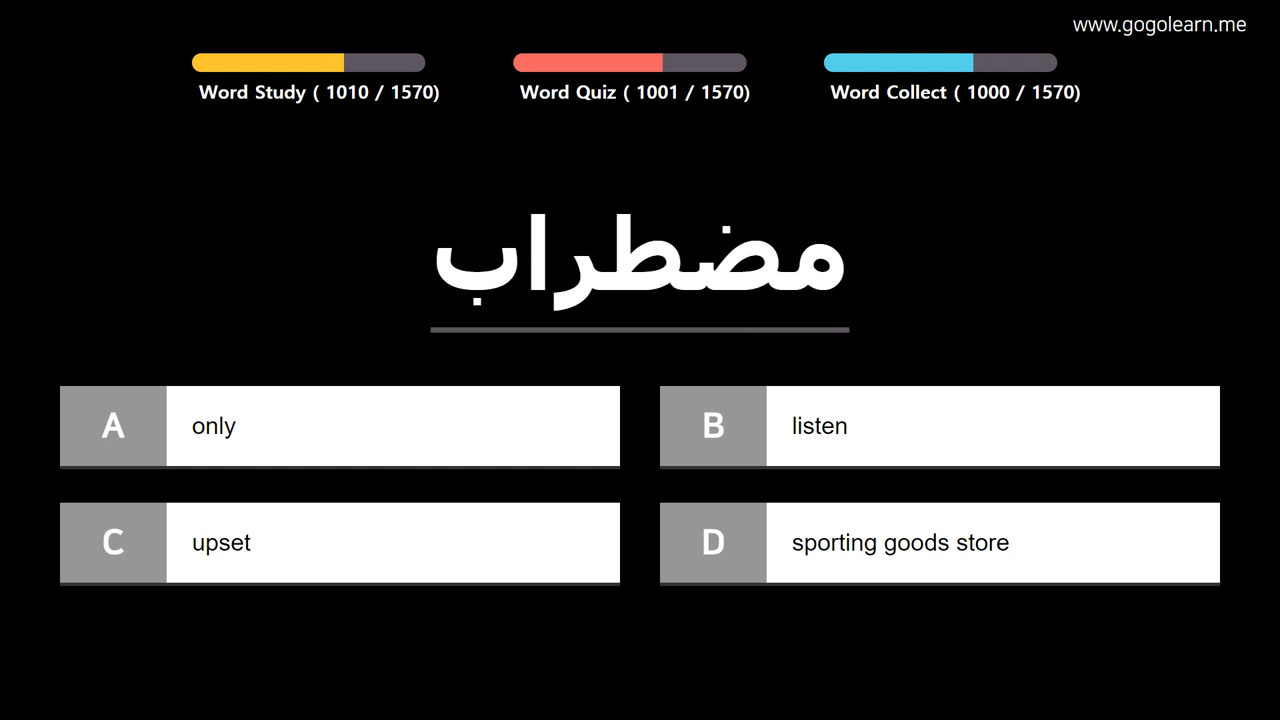 www.gogolearn.me
Word Study ( 1010 / 1570)
Word Quiz ( 1001 / 1570)
Word Collect ( 1000 / 1570)
مضطراب
A only
B listen
C upset
D sporting goods store